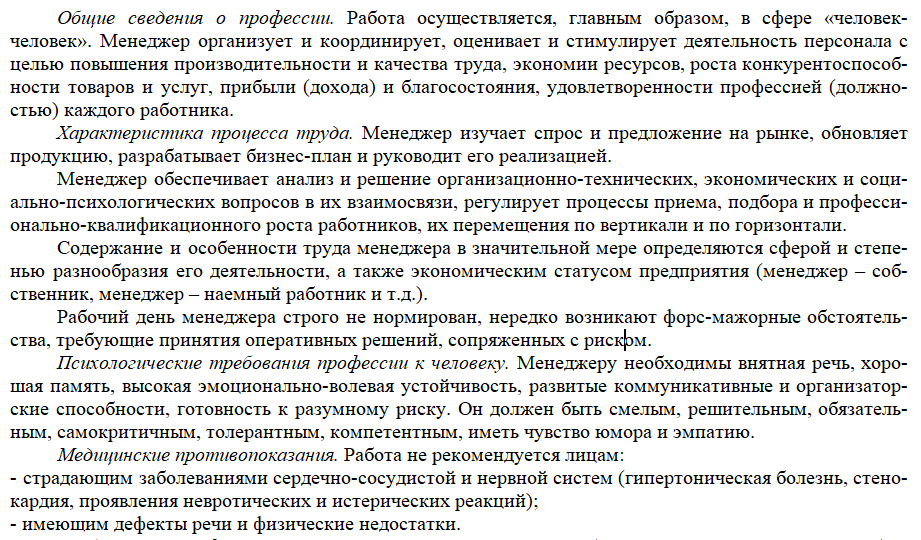 Общие сведения о профессии. Работа осуществляется, главным образом, в сфере «человек-
человек». Менеджер организует и координирует, оценивает и стимулирует деятельность персонала с
целью повышения производительности и качества труда, экономии ресурсов, роста конкурентоспособ-
ности товаров и услуг, прибыли (дохода) и благосостояния, удовлетворенности профессией (должно-
стью) каждого работника.
Характеристика процесса труда. Менеджер изучает спрос и предложение на рынке, обновляет
продукцию, разрабатывает бизнес-план и руководит его реализацией.
Менеджер обеспечивает анализ и решение организационно-технических, экономических и соци-
ально-психологических вопросов в их взаимосвязи, регулирует процессы приема, подбора и професси-
онально-квалификационного роста работников, их перемещения по вертикали и по горизонтали.
Содержание и особенности труда менеджера в значительной мере определяются сферой и степе-
нью разнообразия его деятельности, а также экономическим статусом предприятия (менеджер – соб-
ственник, менеджер – наемный работник и т.д.).
Рабочий день менеджера строго не нормирован, нередко возникают форс-мажорные обстоятель-
ства, требующие принятия оперативных решений, сопряженных с риском.
Психологические требования профессии к человеку. Менеджеру необходимы внятная речь, хоро-
шая память, высокая эмоционально-волевая устойчивость, развитые коммуникативные и организатор-
ские способности, готовность к разумному риску. Он должен быть смелым, решительным, обязатель-
ным, самокритичным, толерантным, компетентным, иметь чувство юмора и эмпатию.
Медицинские противопоказания. Работа не рекомендуется лицам:
- страдающим заболеваниями сердечно-сосудистой и нервной систем (гипертоническая болезнь, стено-
кардия, проявления невротических и истерических реакций);
- имеющим дефекты речи и физические недостатки.